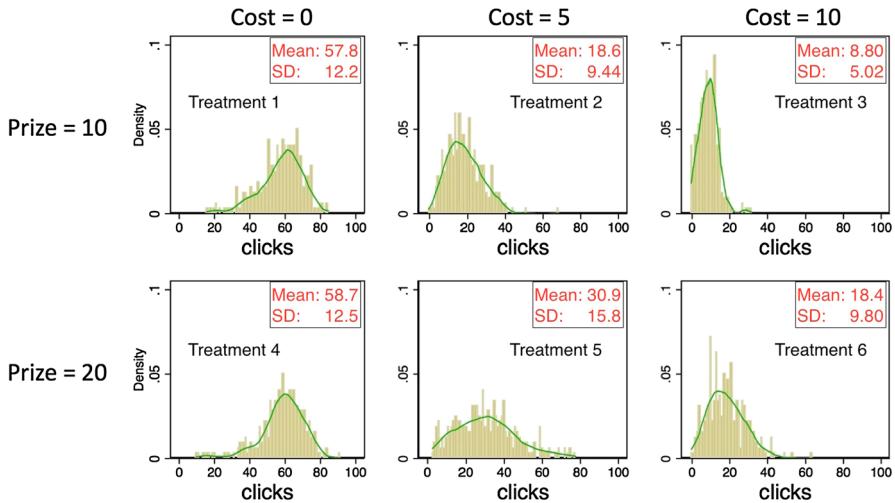 Cost = 0 Cost = 5 Cost = 10
Prize = 10
Density
.1
.05
0
Mean: 57.8
SD: 12.2
Treatment 1
0 20 40 60 80 100
clicks
.1
.05
0
Mean: 18.6
SD: 9.44
Treatment 2
0 20 40 60 80 100
clicks
.1
.05
0
Mean: 8.80
SD: 5.02
Treatment 3
0 20 40 60 80 100
clicks
Prize = 20
Density
.1
.05
0
Mean: 58.7
SD: 12.5
Treatment 4
0 20 40 60 80 100
clicks
.1
.05
0
Mean: 30.9
SD: 15.8
Treatment 5
0 20 40 60 80 100
clicks
.1
.05
0
Mean: 18.4
SD: 9.80
Treatment 6
0 20 40 60 80 100
clicks